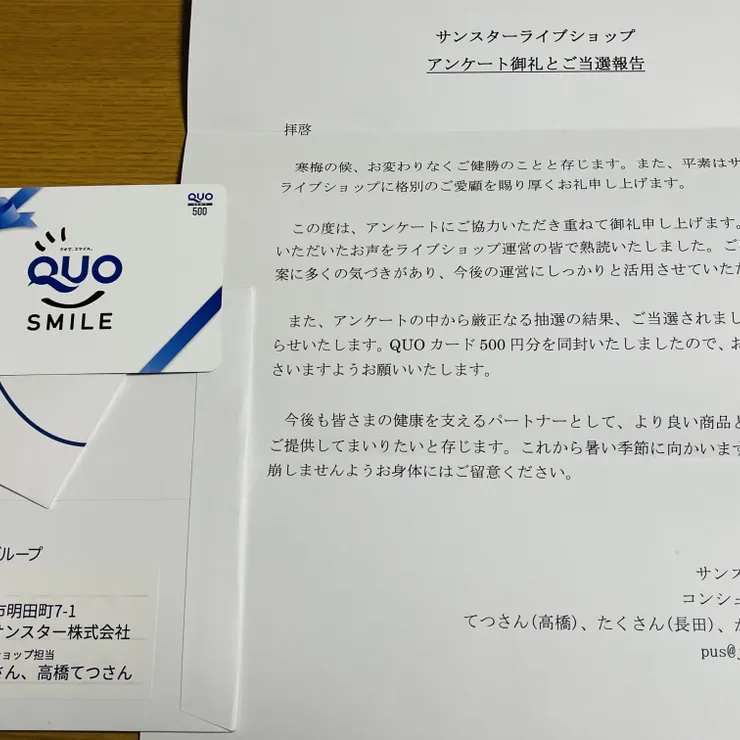 サンスターライブショップ
アンケート御礼とご当選報告
拝啓
寒梅の候、お変わりなくご健勝のことと存じます。また、平素はサ
ライブショップに格別のご愛顧を賜り厚くお礼申し上げます。
この度は、アンケートにご協力いただき重ねて御礼申し上げます。
いただいたお声をライブショップ運営の皆で熟読いたしました。ご
案に多くの気づきがあり、今後の運営にしっかりと活用させていただ
また、アンケートの中から厳正なる抽選の結果、ご当選されまし
らせいたします。QUO カード 500 円分を同封いたしましたので、お
さいますようお願いいたします。
今後も皆さまの健康を支えるパートナーとして、より良い商品と
ご提供してまいりたいと存じます。これから暑い季節に向かいます
崩しませんようお身体にはご留意ください。
サンス
コンシュ
てつさん(高橋)、たくさん(長田)、か
pus@j
QUO
500
QUO
SMILE
グループ
市明田町7-1
サンスター株式会社
ショップ担当
さん、高橋てつさん